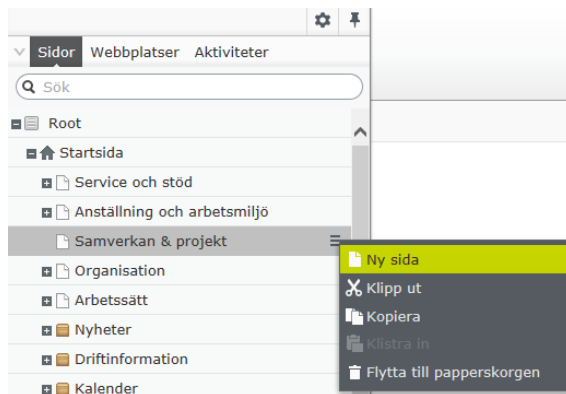 Sidor Webbplatser Aktiviteter
Sök
Root
Startsida
Service och stöd
Anställning och arbetsmiljö
Samverkan & projekt
Ny sida
Organisation
Klipp ut
Arbetssätt
Kopiera
Nyheter
Klistra in
Driftinformation
Flytta till papperskorgen
Kalender